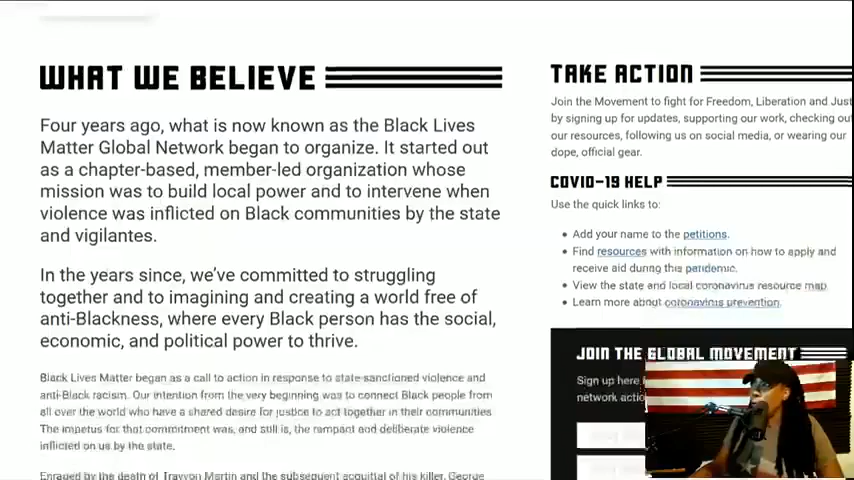 WHAT WE BELIEVE
Four years ago, what is now known as the Black Lives
Matter Global Network began to organize. It started out
as a chapter-based, member-led organization whose
mission was to build local power and to intervene when
violence was inflicted on Black communities by the state
and vigilantes.
In the years since, we've committed to struggling
together and to imagining and creating a world free of
anti-Blackness, where every Black person has the social,
economic, and political power to thrive.
Black Lives Matter began as a call to action in response to state-sanctioned violence and
anti-Black racism. Our intention from the very beginning was to connect Black people from
all over the world who have a shared desire for justice to act together in their communities
The impetus for that commitment was, and still is, the rampant and deliberate violence
inflicted on us by the state.
Enraged by the death of Trayvon Martin and the subsequent acquittal of his killer, George
TAKE ACTION
Join the Movement to fight for Freedom, Liberation and Just
by signing up for updates, supporting our work, checking out
our resources, following us on social media, or wearing our
dope, official gear.
COVID-19 HELP
Use the quick links to:
Add your name to the petitions.
Find resources with information on how to apply and
receive aid during this pandemic.
View the state and local coronavirus resource map
Learn more about coronavirus prevention.
JOIN THE GLOBAL MOVEMENT
Sign up here
network actio